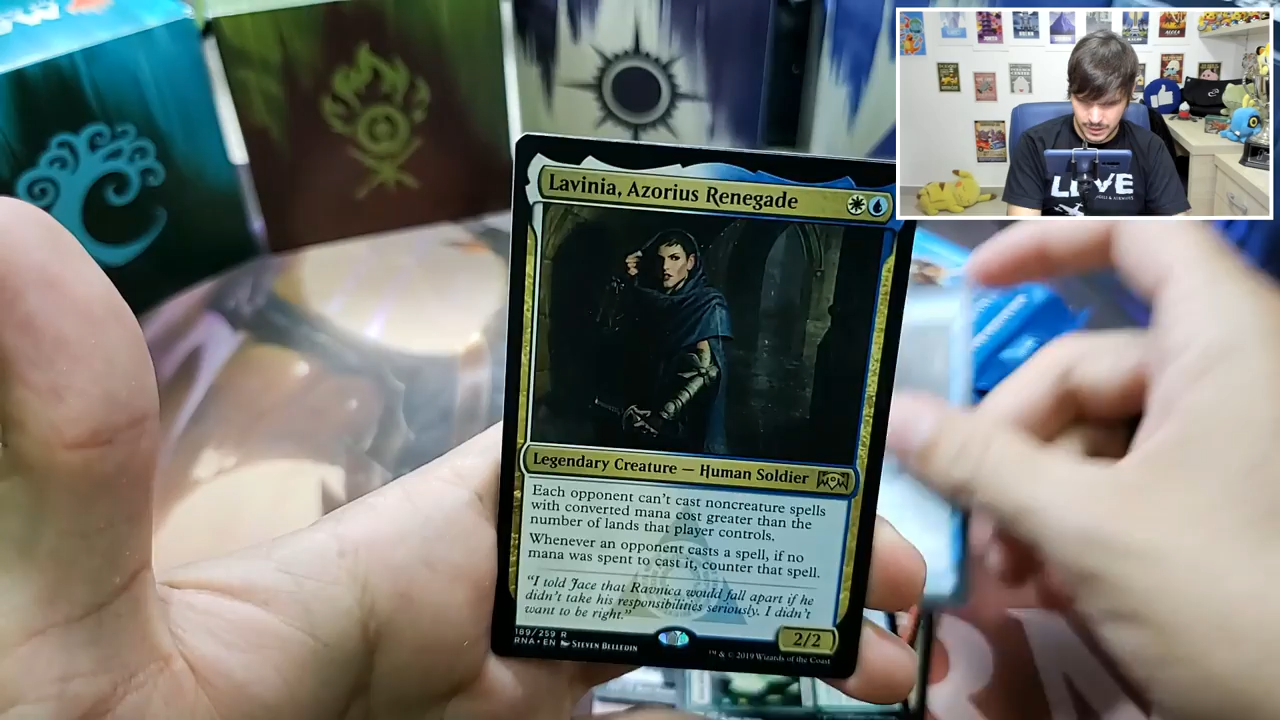 Lavinia, Azorius Renegade
Legendary Creature — Human Soldier
Each opponent can't cast noncreature spells
with converted mana cost greater than the
number of lands that player controls.
Whenever an opponent casts a spell, if no
mana was spent to cast it, counter that spell.
"I told Jace that Ravnica would fall apart if he
didn't take his responsibilities seriously. I didn't
want to be right."
2/2
189/259 R
RNA • EN Steven Belledin
™ & © 2019 Wizards of the Coast
LOVE